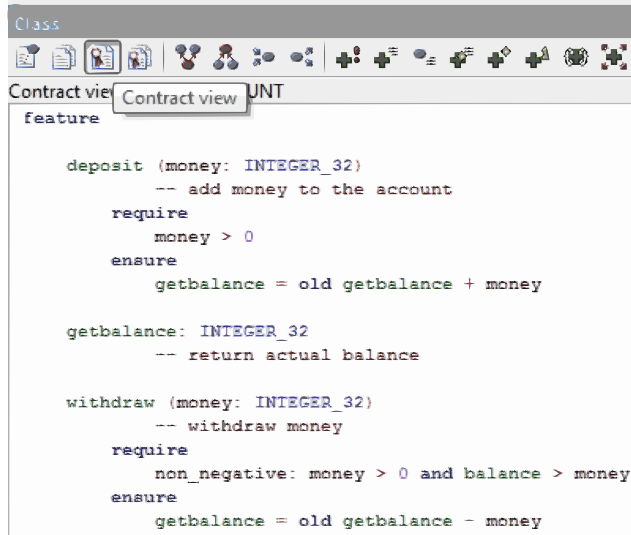 Class
Contract vie UNT
Contract view
feature
deposit (money: INTEGER_32)
-- add money to the account
require
money > 0
ensure
getbalance = old getbalance + money
getbalance: INTEGER_32
-- return actual balance
withdraw (money: INTEGER_32)
-- withdraw money
require
non_negative: money > 0 and balance > money
ensure
getbalance = old getbalance - money